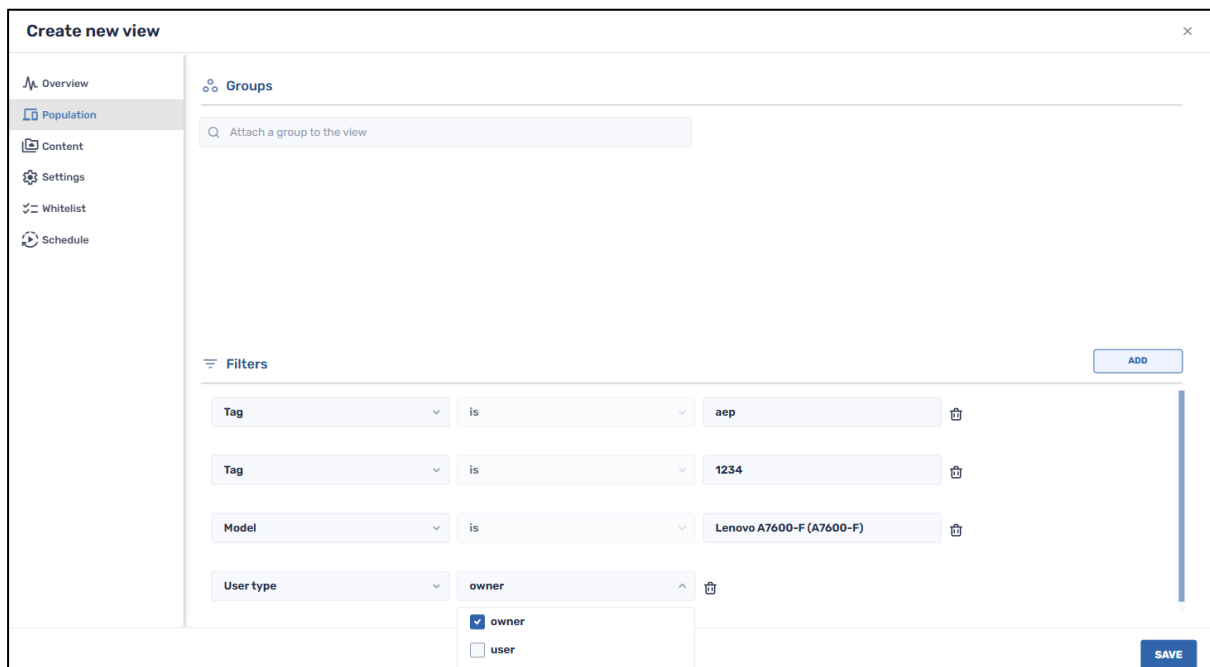 Create new view
Overview
Population
Content
Settings
Whitelist
Schedule
Groups
Attach a group to the view
Filters
ADD
Tag is aep
Tag is 1234
Model is Lenovo A7600-F (A7600-F)
User type owner
owner
user
SAVE